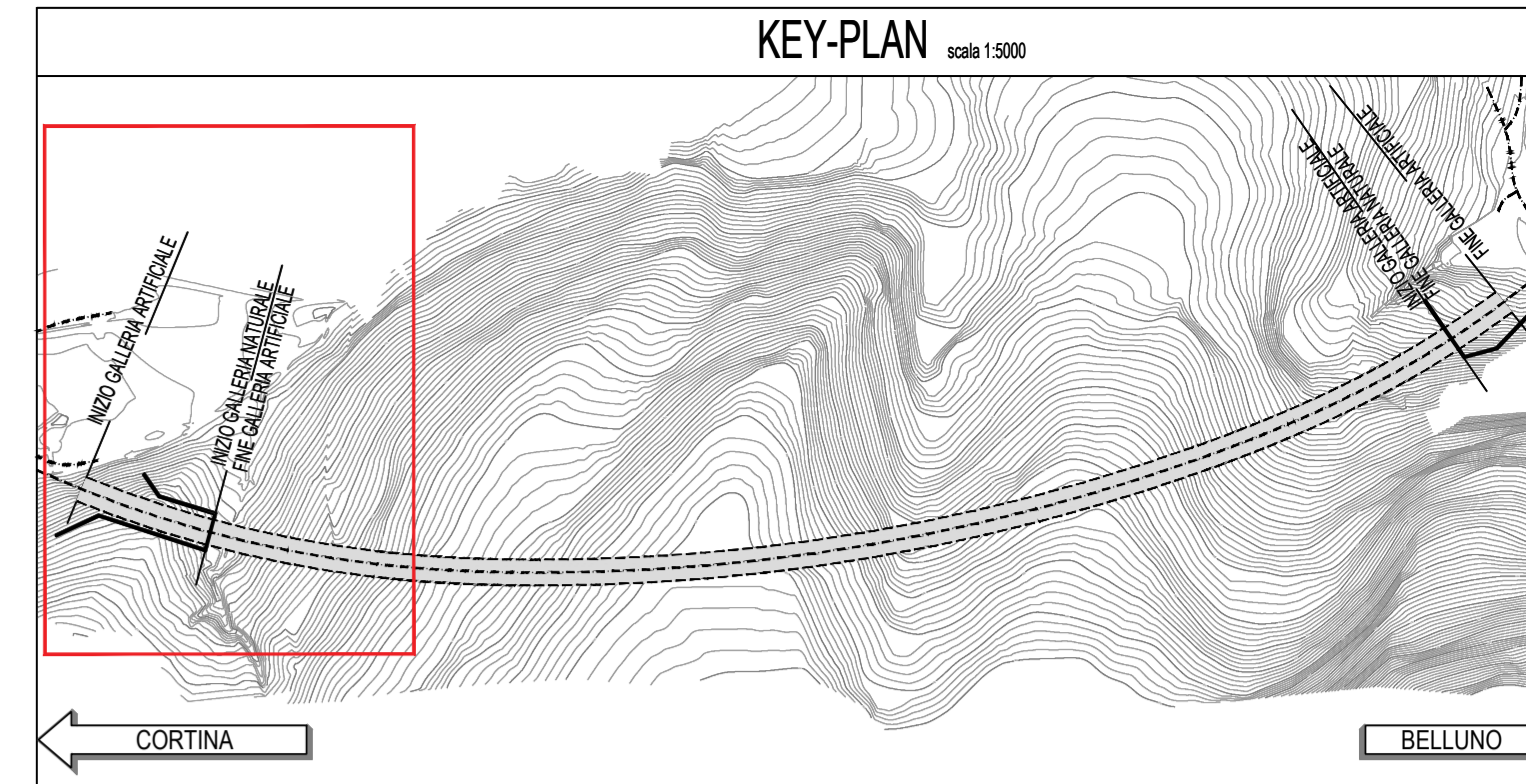 KEY-PLAN scala 1:5000
INIZIO GALLERIA ARTIFICIALE
INIZIO GALLERIA NATURALE
FINE GALLERIA ARTIFICIALE
INIZIO GALLERIA ARTIFICIALE
FINE GALLERIA NATURALE
FINE GALLERIA ARTIFICIALE
CORTINA
BELLUNO